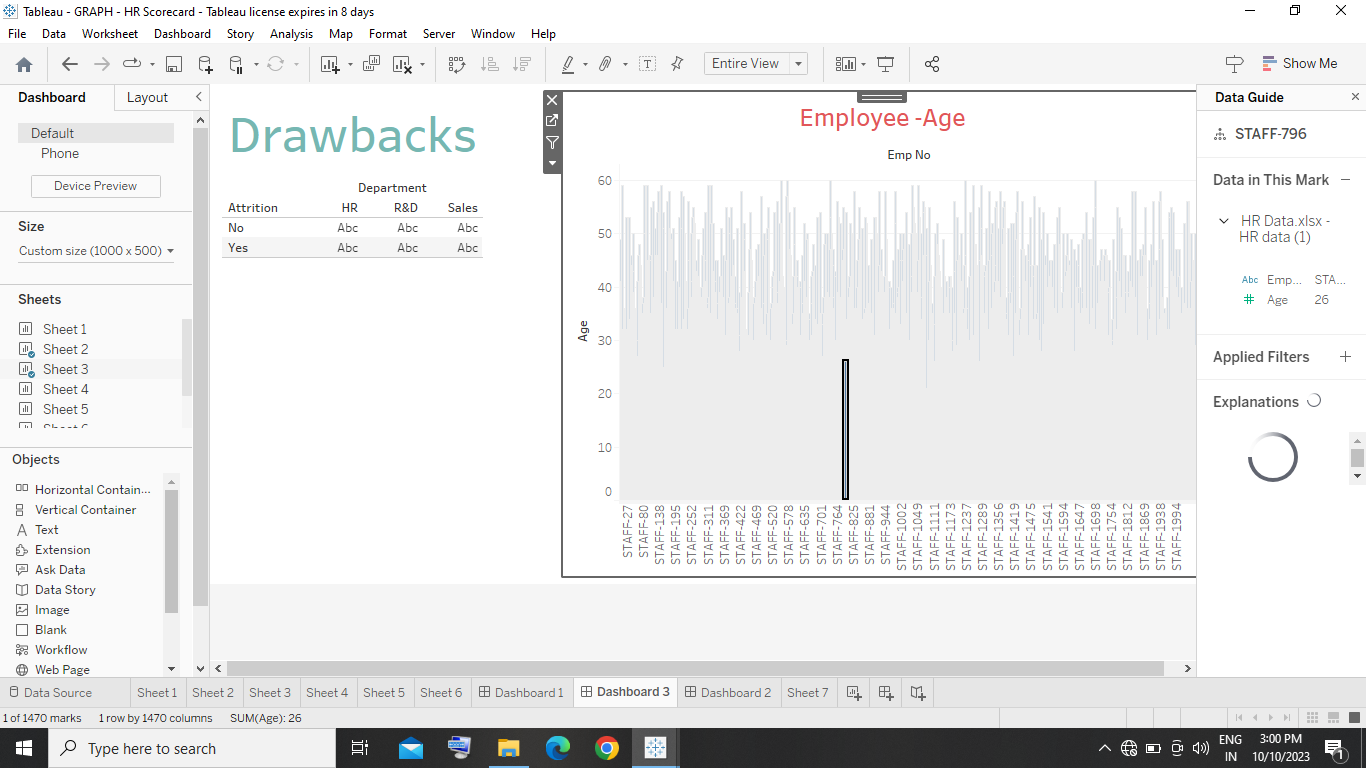 Tableau - GRAPH - HR Scorecard - Tableau license expires in 8 days
File Data Worksheet Dashboard Story Analysis Map Format Server Window Help
Entire View
Show Me
Dashboard
Layout
Default
Phone
Device Preview
Size
Custom size (1000 x 500)
Sheets
Sheet 1
Sheet 2
Sheet 3
Sheet 4
Sheet 5
Objects
Horizontal Contain...
Vertical Container
Text
Extension
Ask Data
Data Story
Image
Blank
Workflow
Web Page
Drawbacks
Department
Attrition HR R&D Sales
No Abc Abc Abc
Yes Abc Abc Abc
Employee -Age
Emp No
Age
60
50
40
30
20
10
0
STAFF-27
STAFF-80
STAFF-138
STAFF-195
STAFF-252
STAFF-311
STAFF-369
STAFF-422
STAFF-469
STAFF-520
STAFF-578
STAFF-635
STAFF-701
STAFF-764
STAFF-825
STAFF-881
STAFF-944
STAFF-1002
STAFF-1049
STAFF-1111
STAFF-1173
STAFF-1237
STAFF-1289
STAFF-1356
STAFF-1419
STAFF-1475
STAFF-1541
STAFF-1594
STAFF-1647
STAFF-1698
STAFF-1754
STAFF-1812
STAFF-1869
STAFF-1938
STAFF-1994
Data Guide
STAFF-796
Data in This Mark
HR Data.xlsx -
HR data (1)
Abc Emp... STA...
# Age 26
Applied Filters
Explanations
Data Source Sheet 1 Sheet 2 Sheet 3 Sheet 4 Sheet 5 Sheet 6 Dashboard 1 Dashboard 3 Dashboard 2 Sheet 7
1 of 1470 marks 1 row by 1470 columns SUM(Age): 26
Type here to search
ENG
IN
3:00 PM
10/10/2023
1